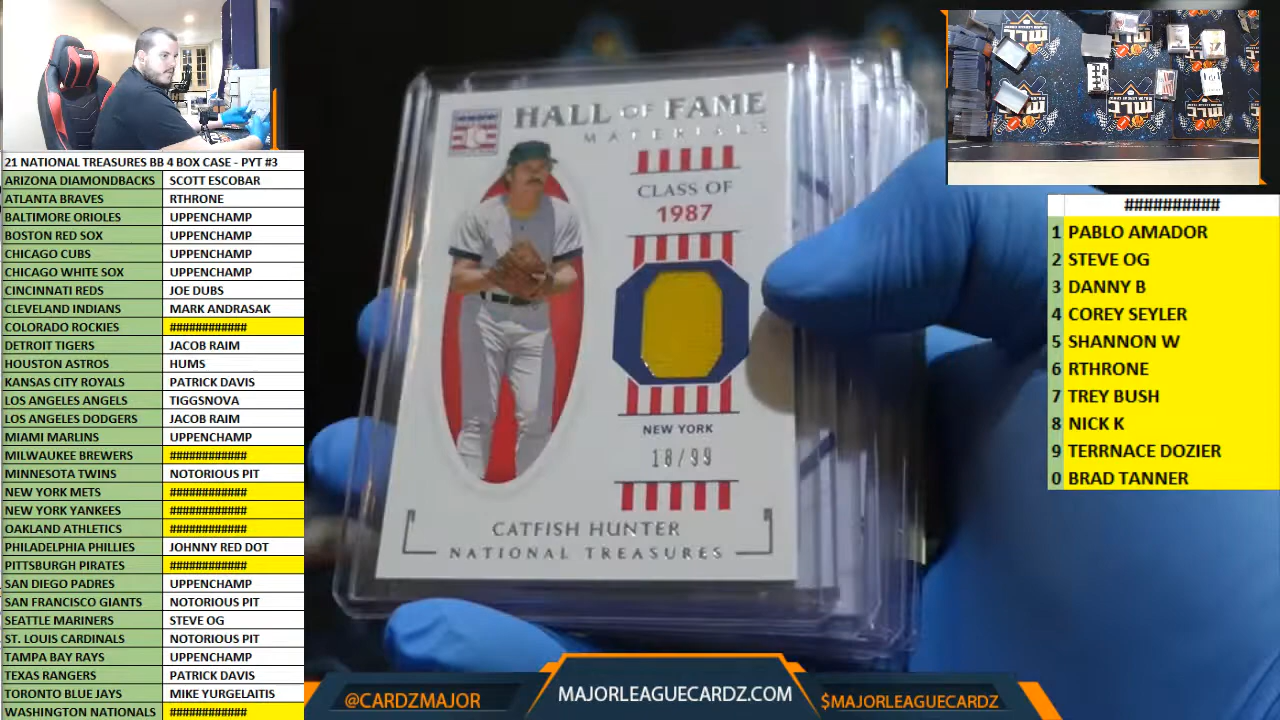 21 NATIONAL TREASURES BB 4 BOX CASE - PYT #3
ARIZONA DIAMONDBACKS SCOTT ESCOBAR
ATLANTA BRAVES RTHRONE
BALTIMORE ORIOLES UPPENCHAMP
BOSTON RED SOX UPPENCHAMP
CHICAGO CUBS UPPENCHAMP
CHICAGO WHITE SOX UPPENCHAMP
CINCINNATI REDS JOE DUBS
CLEVELAND INDIANS MARK ANDRASAK
COLORADO ROCKIES ############
DETROIT TIGERS JACOB RAIM
HOUSTON ASTROS HUMS
KANSAS CITY ROYALS PATRICK DAVIS
LOS ANGELES ANGELS TIGGSNOVA
LOS ANGELES DODGERS JACOB RAIM
MIAMI MARLINS UPPENCHAMP
MILWAUKEE BREWERS ############
MINNESOTA TWINS NOTORIOUS PIT
NEW YORK METS ############
NEW YORK YANKEES ############
OAKLAND ATHLETICS ############
PHILADELPHIA PHILLIES JOHNNY RED DOT
PITTSBURGH PIRATES ############
SAN DIEGO PADRES UPPENCHAMP
SAN FRANCISCO GIANTS NOTORIOUS PIT
SEATTLE MARINERS STEVE OG
ST. LOUIS CARDINALS NOTORIOUS PIT
TAMPA BAY RAYS UPPENCHAMP
TEXAS RANGERS PATRICK DAVIS
TORONTO BLUE JAYS MIKE YURGELAITIS
WASHINGTON NATIONALS ############
HALL OF FAME
MATERIALS
CLASS OF
1987
NEW YORK
18/99
CATFISH HUNTER
NATIONAL TREASURES
##########
1 PABLO AMADOR
2 STEVE OG
3 DANNY B
4 COREY SEYLER
5 SHANNON W
6 RTHRONE
7 TREY BUSH
8 NICK K
9 TERRNACE DOZIER
0 BRAD TANNER
@CARDZMAJOR
MAJORLEAGUECARDZ.COM
$MAJORLEAGUECARDZ